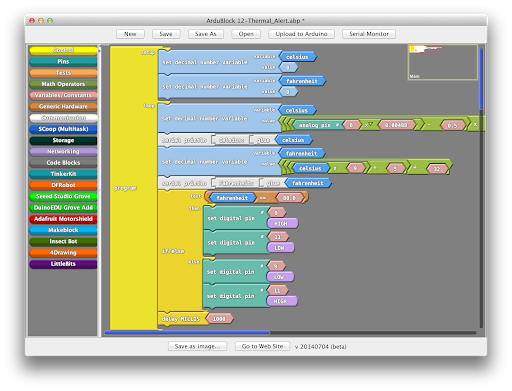 ArduBlock 12-Thermal_Alert.abp *
New Save Save As Open Upload to Arduino Serial Monitor
Control
Pins
Tests
Math Operators
Variables/Constants
Generic Hardware
Communication
SCoop (Multitask)
Storage
Networking
Code Blocks
TinkerKit
DFRobot
Seeed Studio Grove
DuinoEDU Grove Add
Adafruit Motorshield
Makeblock
Insect Bot
4Drawing
LittleBits
Main
program
setup
set decimal number variable
variable celsius
value 0
set decimal number variable
variable fahrenheit
value 0
loop
set decimal number variable
variable celsius
value analog pin # 0 0.00488 - 0.5
serial println Celsius: glue celsius
set decimal number variable
variable fahrenheit
value celsius 9 5 32
serial println Fahrenheit: glue fahrenheit
if/else
test fahrenheit 80.0
then
set digital pin # HIGH
set digital pin # 11 LOW
else
set digital pin # 9 LOW
set digital pin # 11 HIGH
delay MILLIS 1000
Save as image... Go to Web Site v 20140704 (beta)